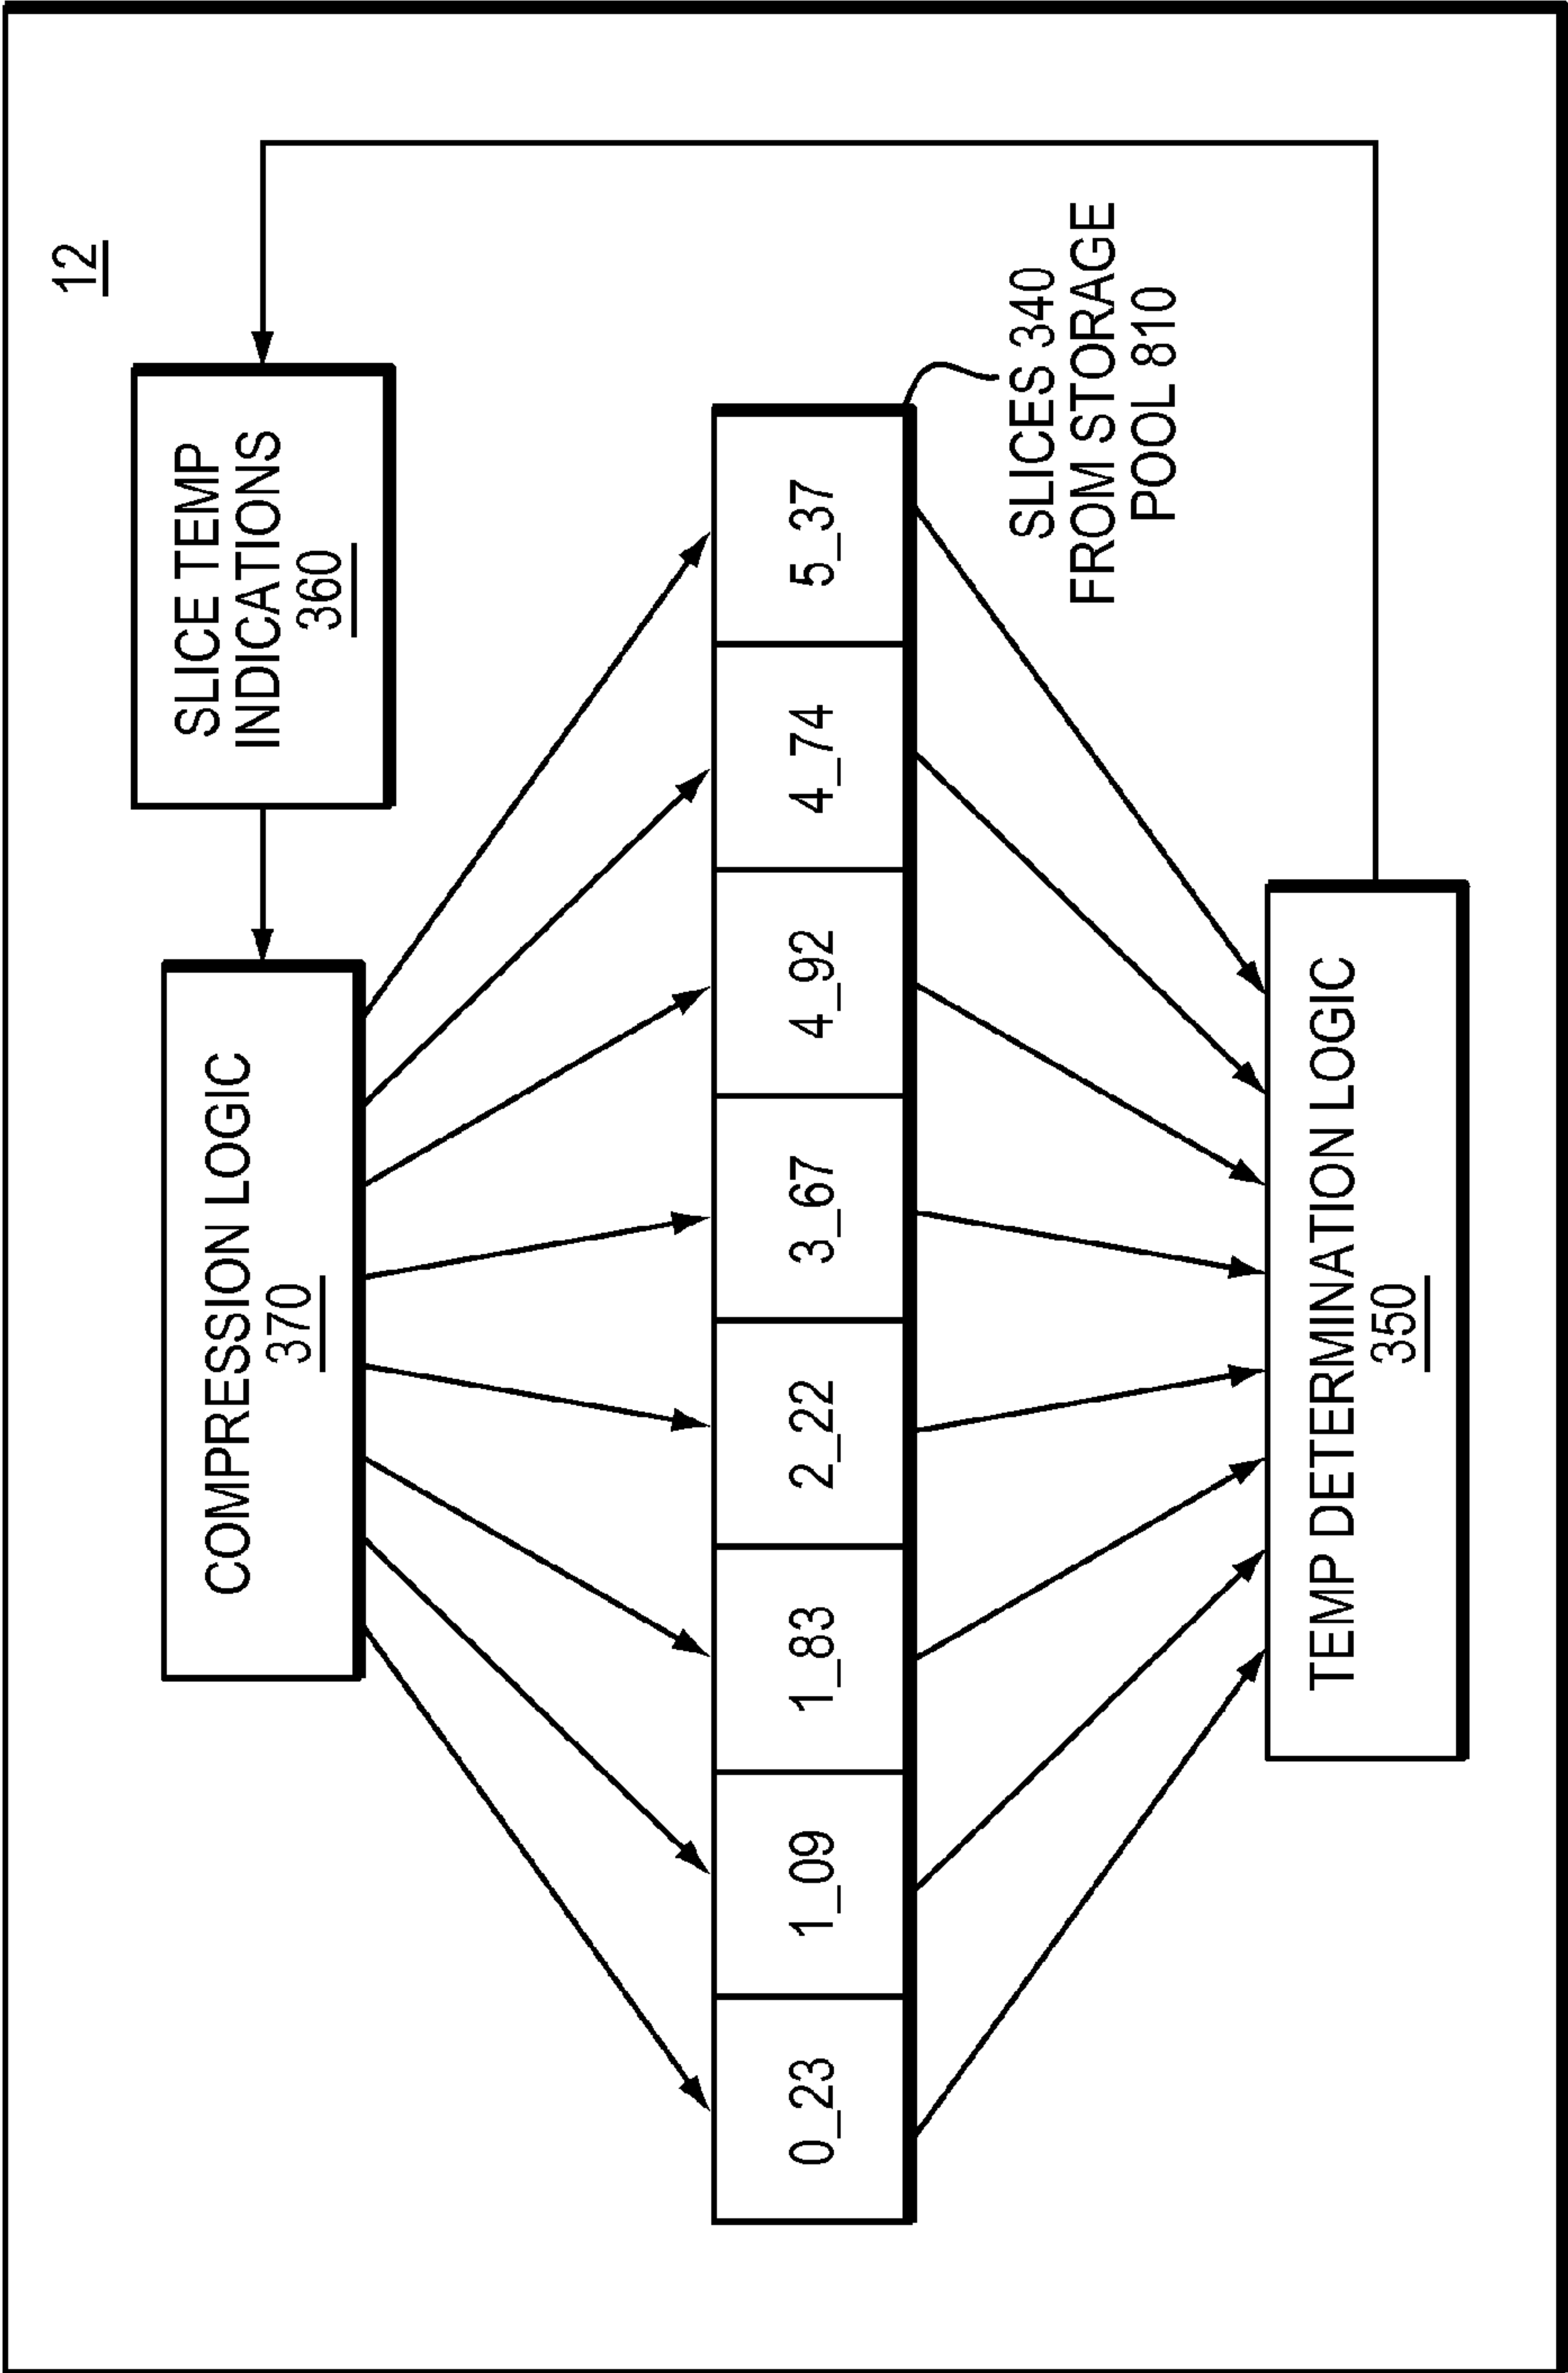 12
COMPRESSION LOGIC
370
SLICE TEMP
INDICATIONS
360
0_23
1_09
1_83
2_22
3_67
4_92
4_74
5_37
SLICES 340
FROM STORAGE
POOL 810
TEMP DETERMINATION LOGIC
350